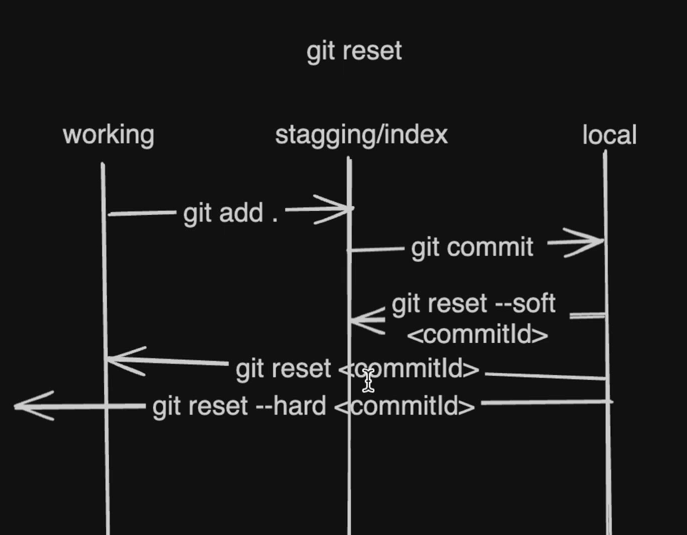 git reset
working
stagging/index
local
git add .
git commit
git reset --soft
<commitId>
git reset <commitId>
git reset --hard <commitId>